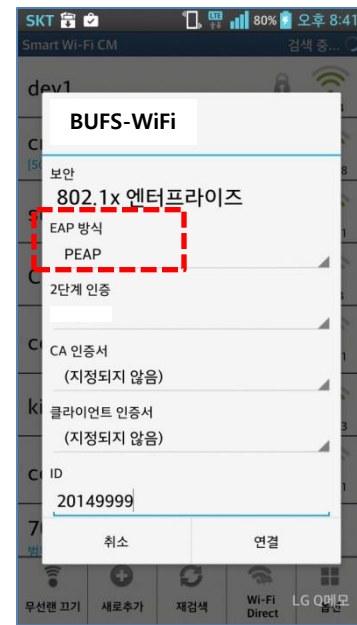 SKT 80% 오후 8:41
Smart Wi-Fi CM 검색 중...
dev1
BUFS-WiFi
보안
802.1x 엔터프라이즈
EAP 방식
PEAP
2단계 인증
CA 인증서
(지정되지 않음)
클라이언트 인증서
(지정되지 않음)
ID
20149999
취소 연결
무선랜 끄기 새로추가 재검색 Wi-Fi Direct
LG Q메모